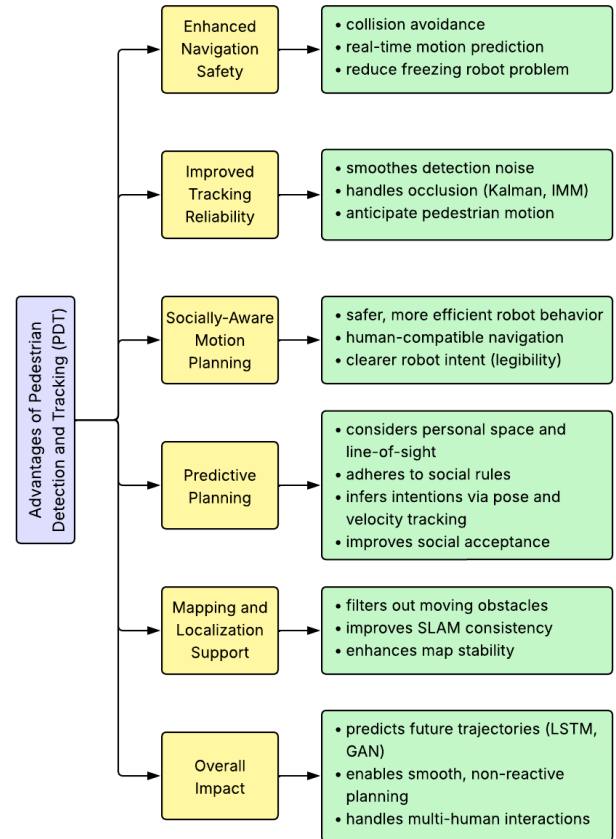 Advantages of Pedestrian
Detection and Tracking (PDT)
Enhanced
Navigation
Safety
• collision avoidance
• real-time motion prediction
• reduce freezing robot problem
Improved
Tracking
Reliability
• smoothes detection noise
• handles occlusion (Kalman, IMM)
• anticipate pedestrian motion
Socially-Aware
Motion
Planning
• safer, more efficient robot behavior
• human-compatible navigation
• clearer robot intent (legibility)
Predictive
Planning
• considers personal space and
line-of-sight
• adheres to social rules
• infers intentions via pose and
velocity tracking
• improves social acceptance
Mapping and
Localization
Support
• filters out moving obstacles
• improves SLAM consistency
• enhances map stability
Overall
Impact
• predicts future trajectories (LSTM,
GAN)
• enables smooth, non-reactive
planning
• handles multi-human interactions